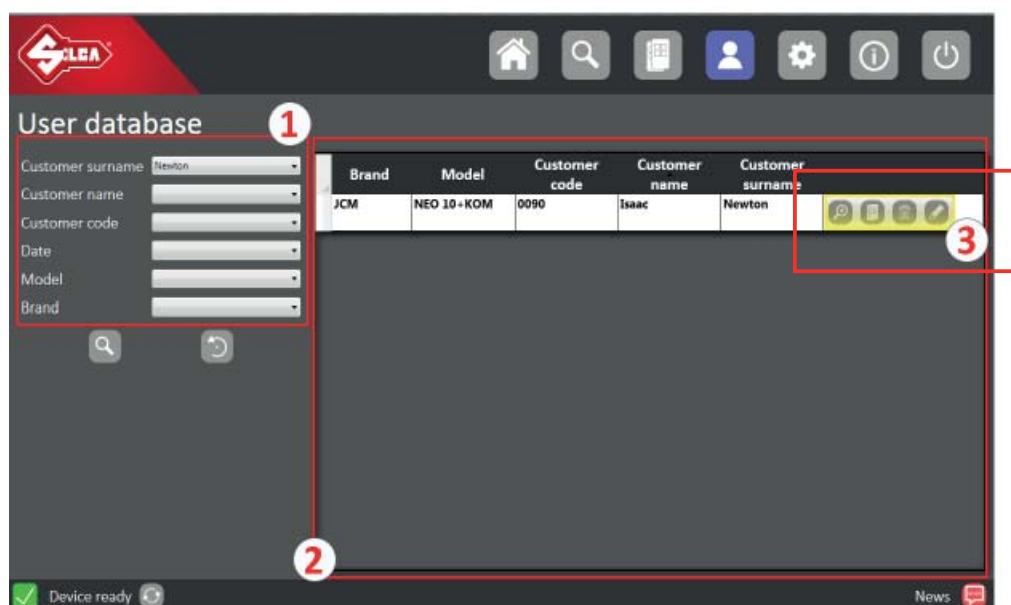 SILCA
User database
1
Customer surname Newton
Customer name
Customer code
Date
Model
Brand
Brand Model Customer code Customer name Customer surname
JCM NEO 10+KOM 0090 Isaac Newton
3
2
Device ready
News